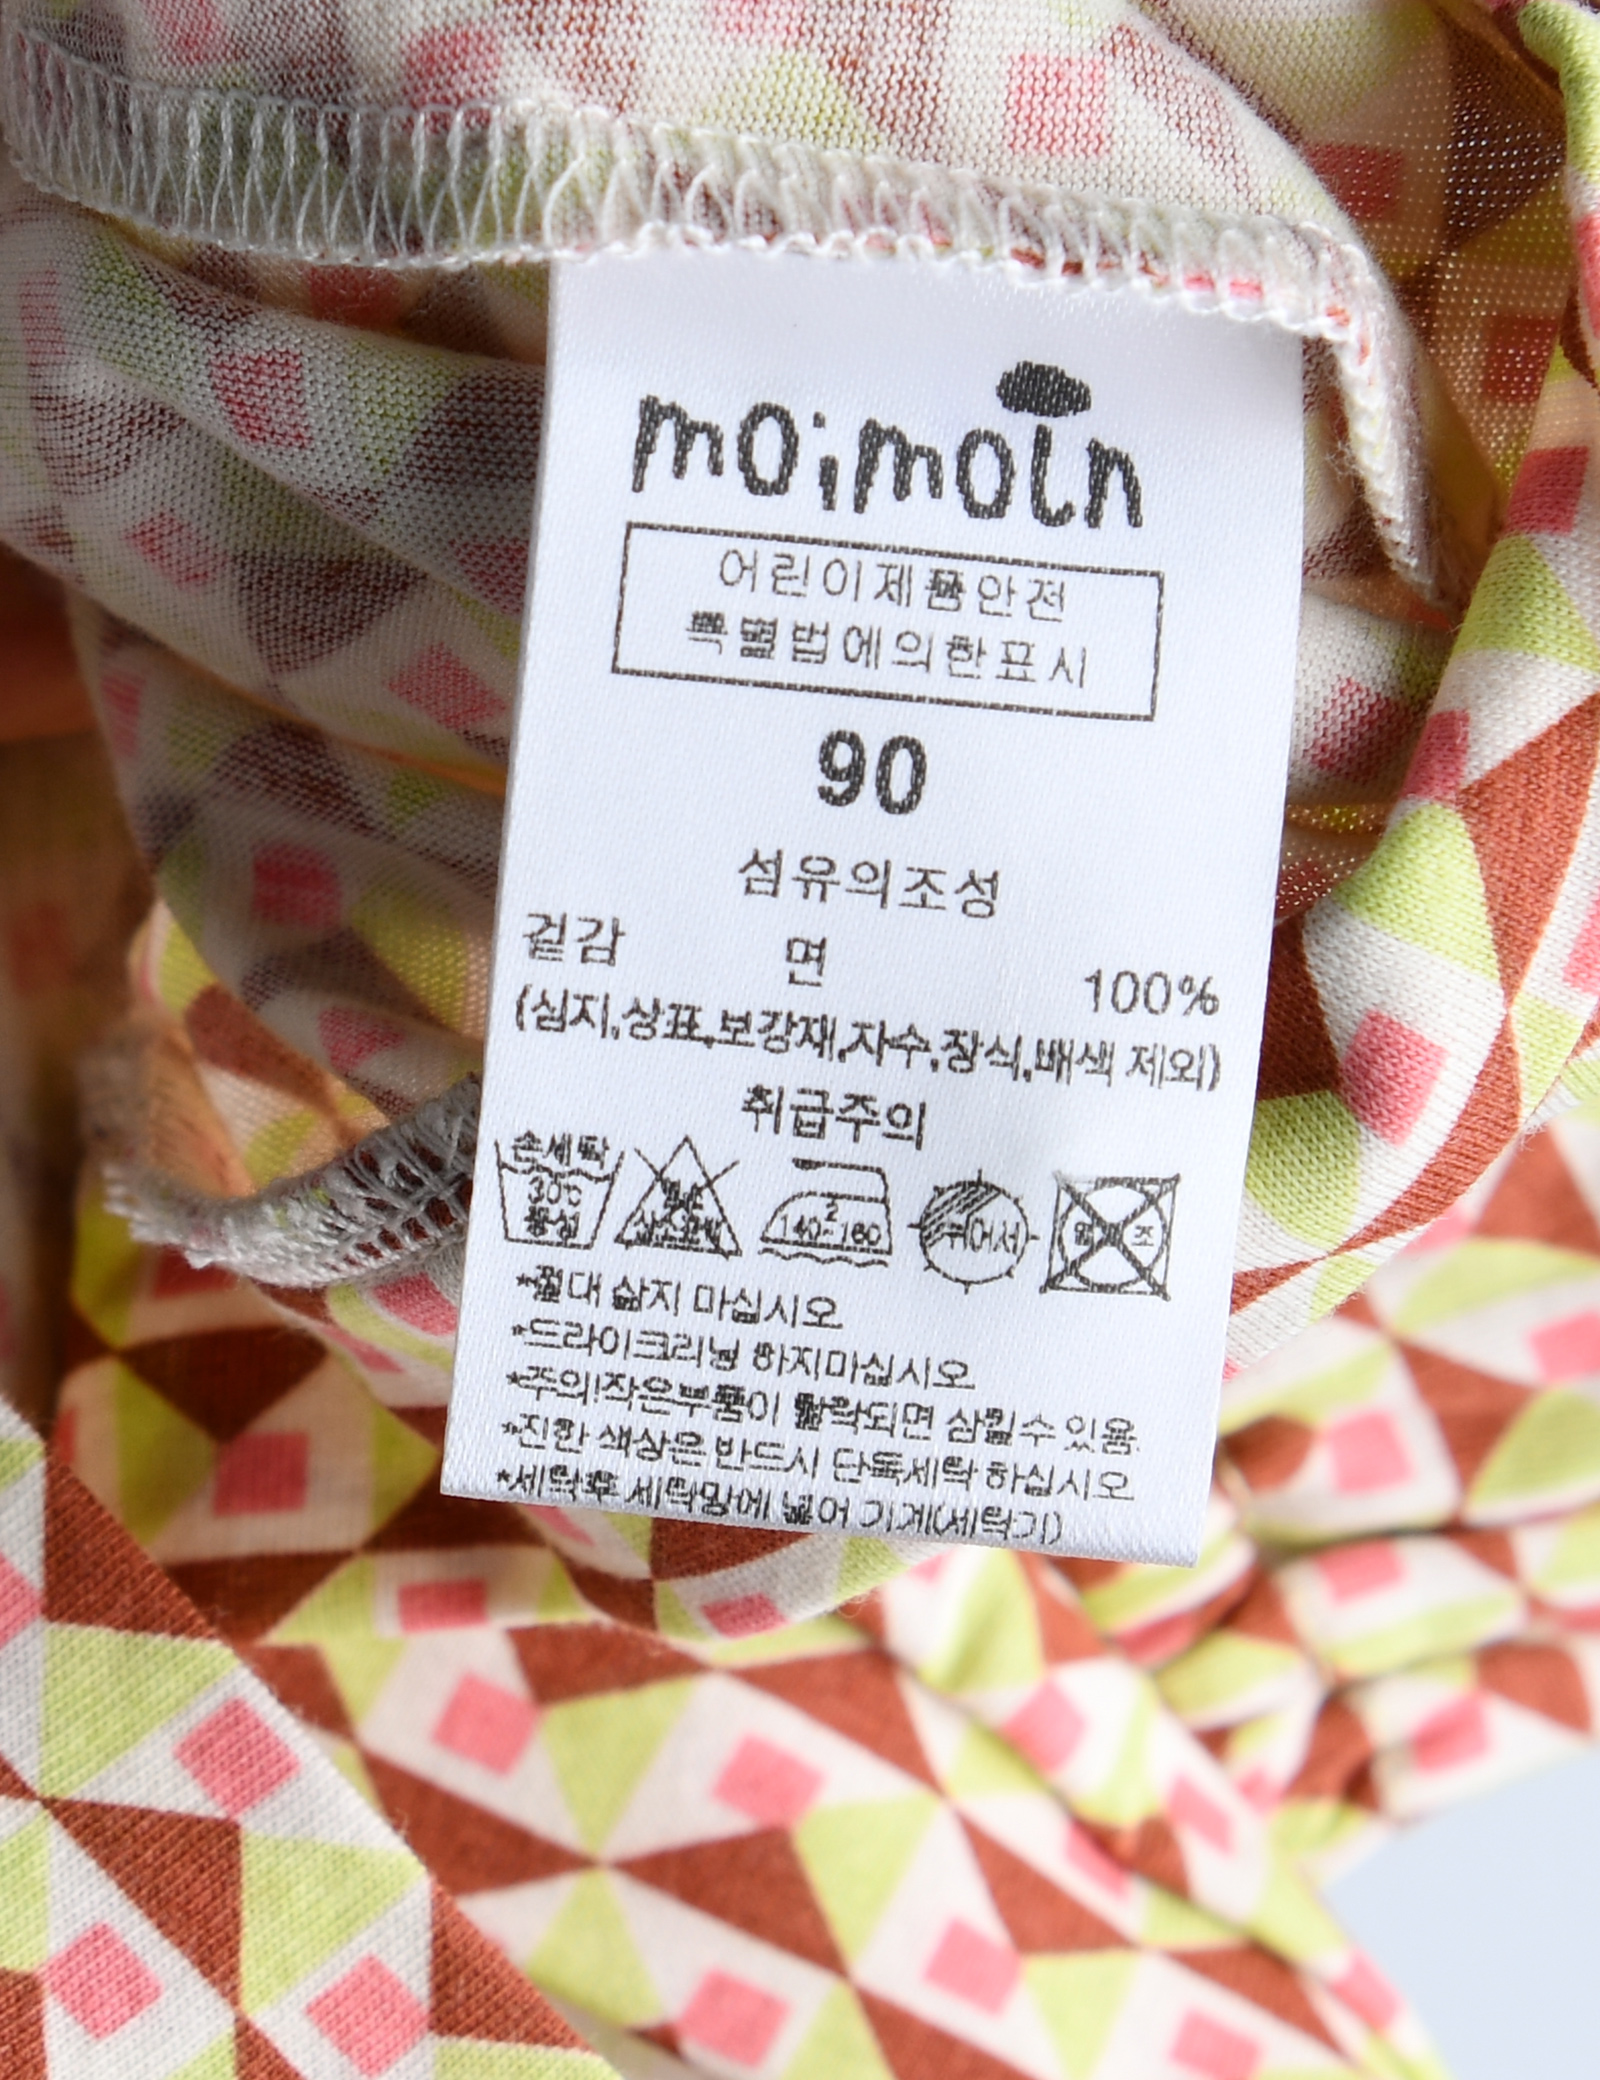 moimoln
어린이제품안전
특별법에의한표시
90
섬유의조성
겉감 면 100%
(심지,상표,보강재,자수,장식,배색 제외)
취급주의
손세탁
30℃
중성
산소표백
2
140~160
뉘어서
*절대 삶지 마십시오
*드라이크리닝 하지마십시오
*주의!작은부품이 탈락되면 삼킬수 있음.
*진한 색상은 반드시 단독세탁 하십시오
*세탁후 세탁망에 넣어 기계(세탁기)